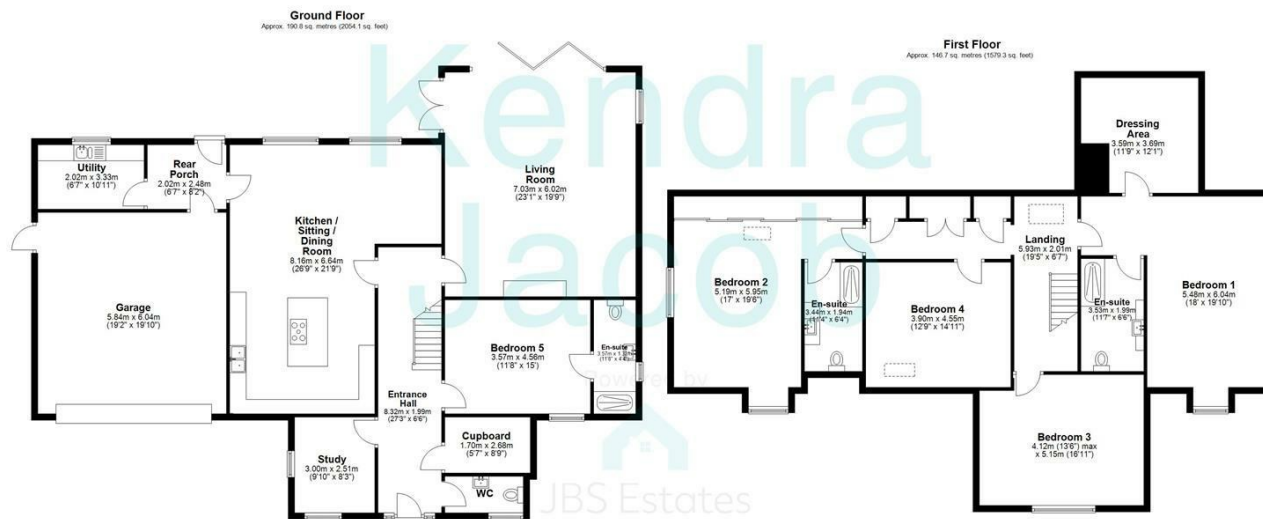 Ground Floor
Approx. 190.8 sq. metres (2054.1 sq. feet)
Kendra
Jacob
Powered by
JBS Estates
Utility
2.02m x 3.33m
(6'7" x 10'11")
Rear
Porch
2.02m x 2.48m
(6'7" x 8'2")
Kitchen /
Sitting /
Dining
Room
8.16m x 6.64m
(26'9" x 21'9")
Living
Room
7.03m x 6.02m
(23'1" x 19'9")
Garage
5.84m x 6.04m
(19'2" x 19'10")
Bedroom 5
3.57m x 4.56m
(11'8" x 15')
En-suite
Entrance
Hall
8.32m x 1.99m
(27'3" x 6'6")
Cupboard
1.70m x 2.68m
(5'7" x 8'9")
Study
3.00m x 2.51m
(9'10" x 8'3")
WC
First Floor
Approx. 146.7 sq. metres (1579.3 sq. feet)
Dressing
Area
3.59m x 3.69m
(11'9" x 12'1")
Landing
5.93m x 2.01m
(19'5" x 6'7")
Bedroom 2
5.19m x 5.95m
(17' x 19'6")
En-suite
3.44m x 1.94m
(11'4" x 6'4")
Bedroom 4
3.90m x 4.55m
(12'9" x 14'11")
En-suite
3.53m x 1.99m
(11'7" x 6'6")
Bedroom 1
5.48m x 6.04m
(18' x 19'10")
Bedroom 3
4.12m (13'6") max
x 5.15m (16'11")